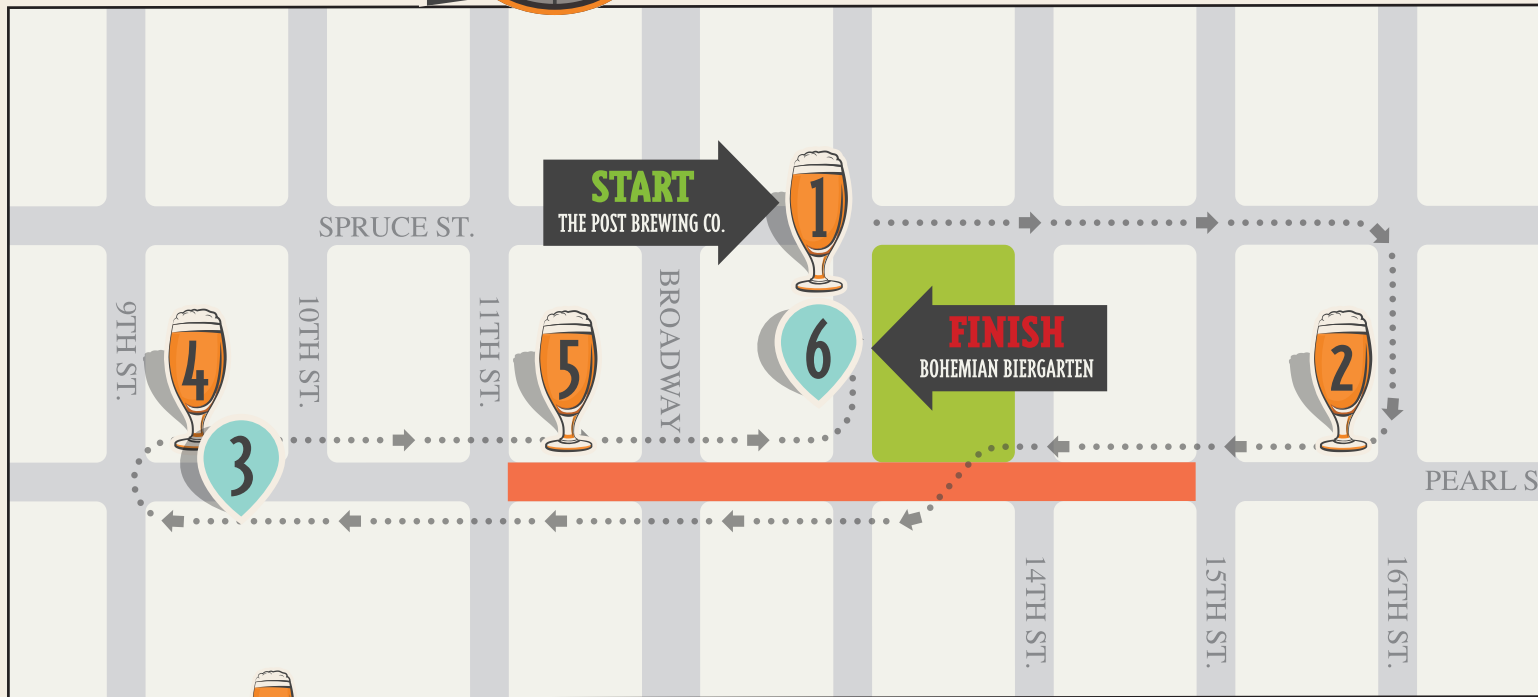 START
THE POST BREWING CO.
1
SPRUCE ST.
9TH ST.
10TH ST.
11TH ST.
BROADWAY
4
3
5
6
FINISH
BOHEMIAN BIERGARTEN
2
PEARL S
14TH ST.
15TH ST.
16TH ST.